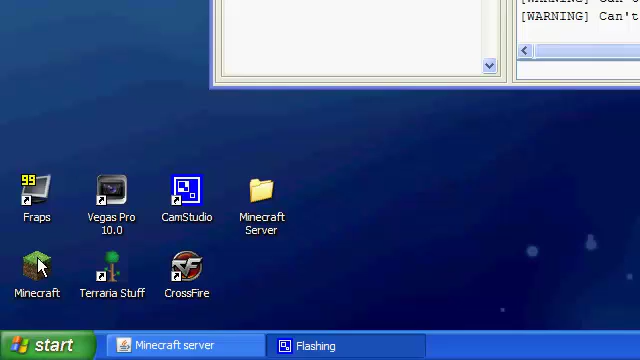 [WARNING] Can't
99
Fraps
Vegas Pro
10.0
CamStudio
Minecraft
Server
Minecraft
Terraria Stuff
CrossFire
start
Minecraft server
Flashing